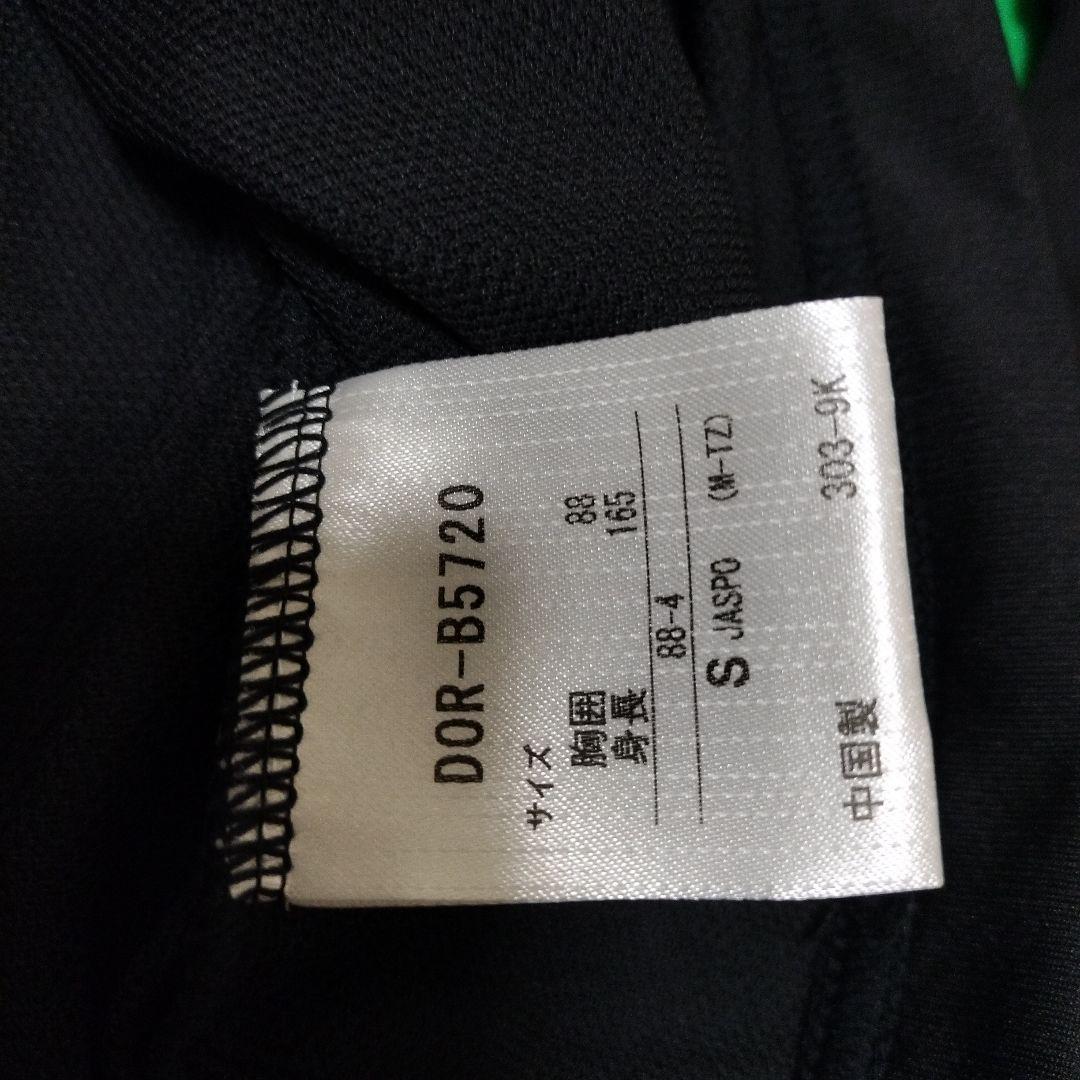 DOR-B5720
サイズ
胸囲 88
身長 165
88-4
S JASPO (M-TZ)
中国製 303-9K